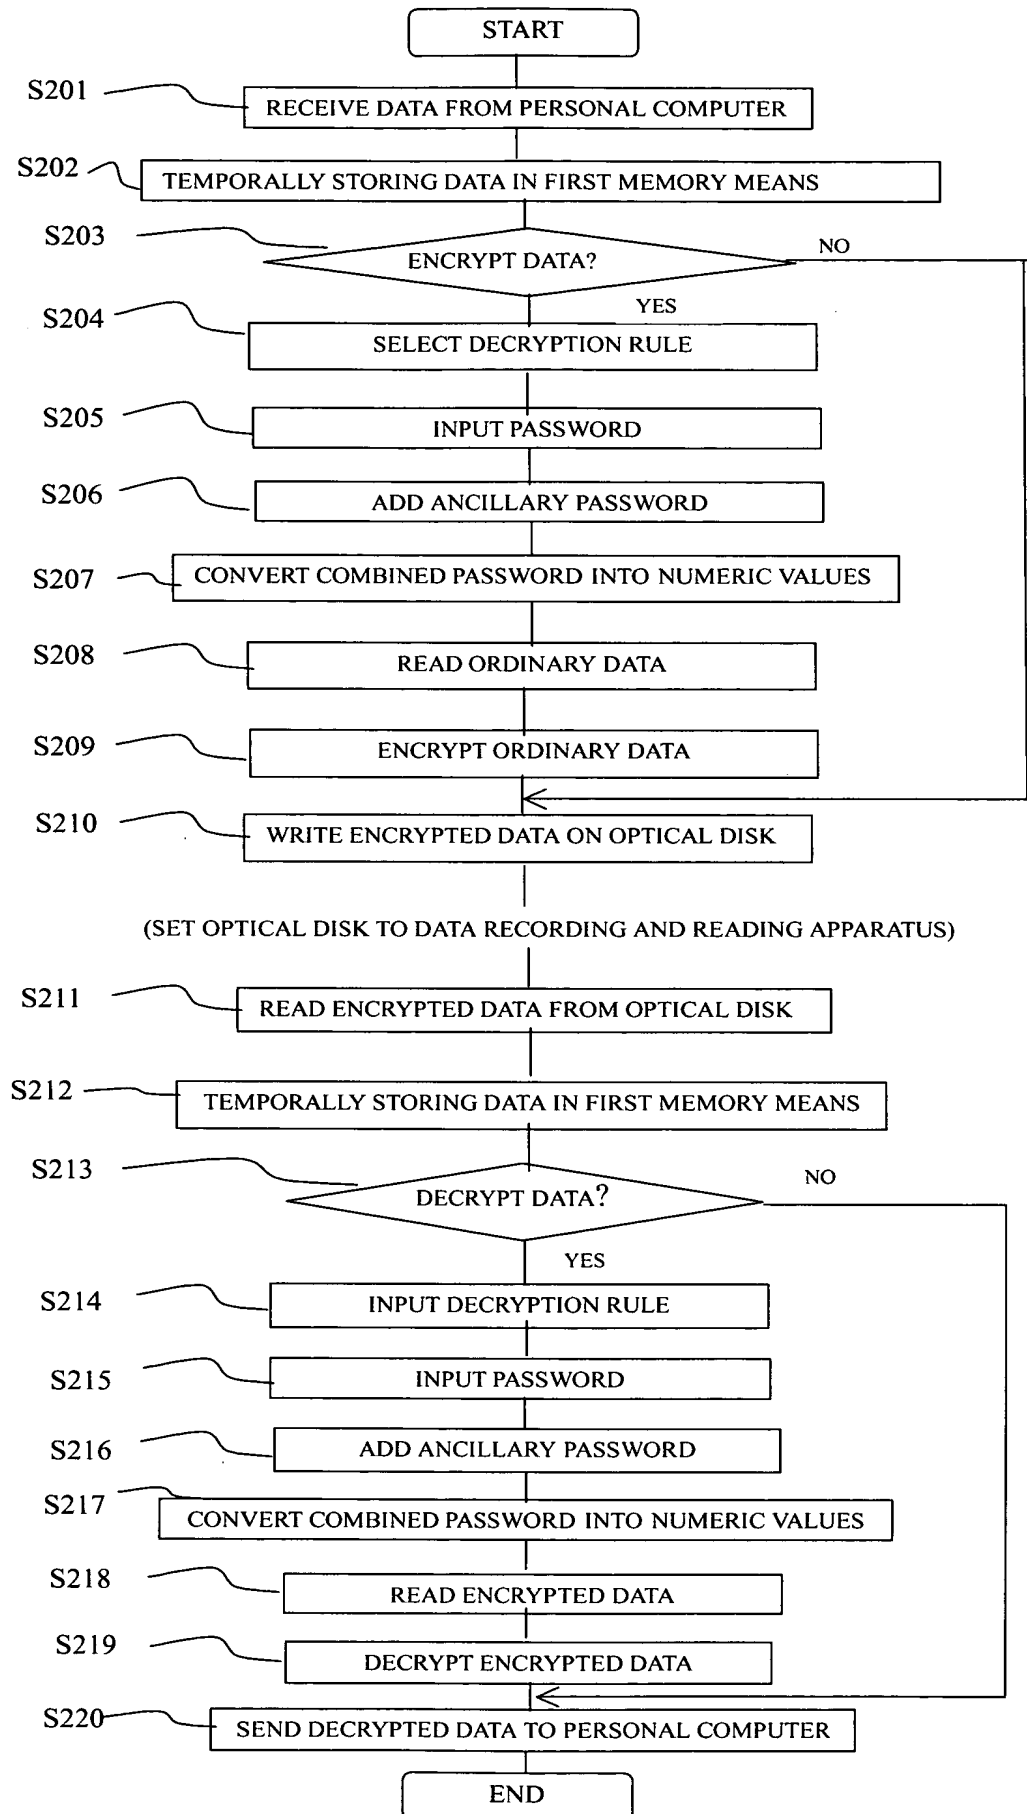 START
S201
RECEIVE DATA FROM PERSONAL COMPUTER
S202
TEMPORALLY STORING DATA IN FIRST MEMORY MEANS
S203
ENCRYPT DATA?
NO
YES
S204
SELECT DECRYPTION RULE
S205
INPUT PASSWORD
S206
ADD ANCILLARY PASSWORD
S207
CONVERT COMBINED PASSWORD INTO NUMERIC VALUES
S208
READ ORDINARY DATA
S209
ENCRYPT ORDINARY DATA
S210
WRITE ENCRYPTED DATA ON OPTICAL DISK
(SET OPTICAL DISK TO DATA RECORDING AND READING APPARATUS)
S211
READ ENCRYPTED DATA FROM OPTICAL DISK
S212
TEMPORALLY STORING DATA IN FIRST MEMORY MEANS
S213
DECRYPT DATA?
NO
YES
S214
INPUT DECRYPTION RULE
S215
INPUT PASSWORD
S216
ADD ANCILLARY PASSWORD
S217
CONVERT COMBINED PASSWORD INTO NUMERIC VALUES
S218
READ ENCRYPTED DATA
S219
DECRYPT ENCRYPTED DATA
S220
SEND DECRYPTED DATA TO PERSONAL COMPUTER
END